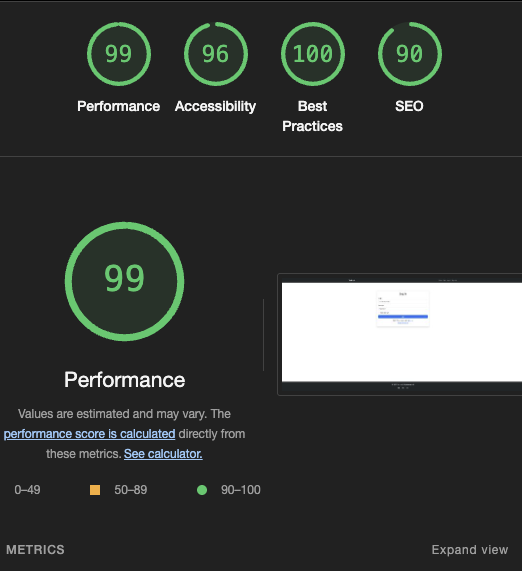 99
96
100
90
Performance
Accessibility
Best
Practices
SEO
99
Performance
Values are estimated and may vary. The
performance score is calculated directly from
these metrics. See calculator.
0–49
50–89
90–100
METRICS
Expand view